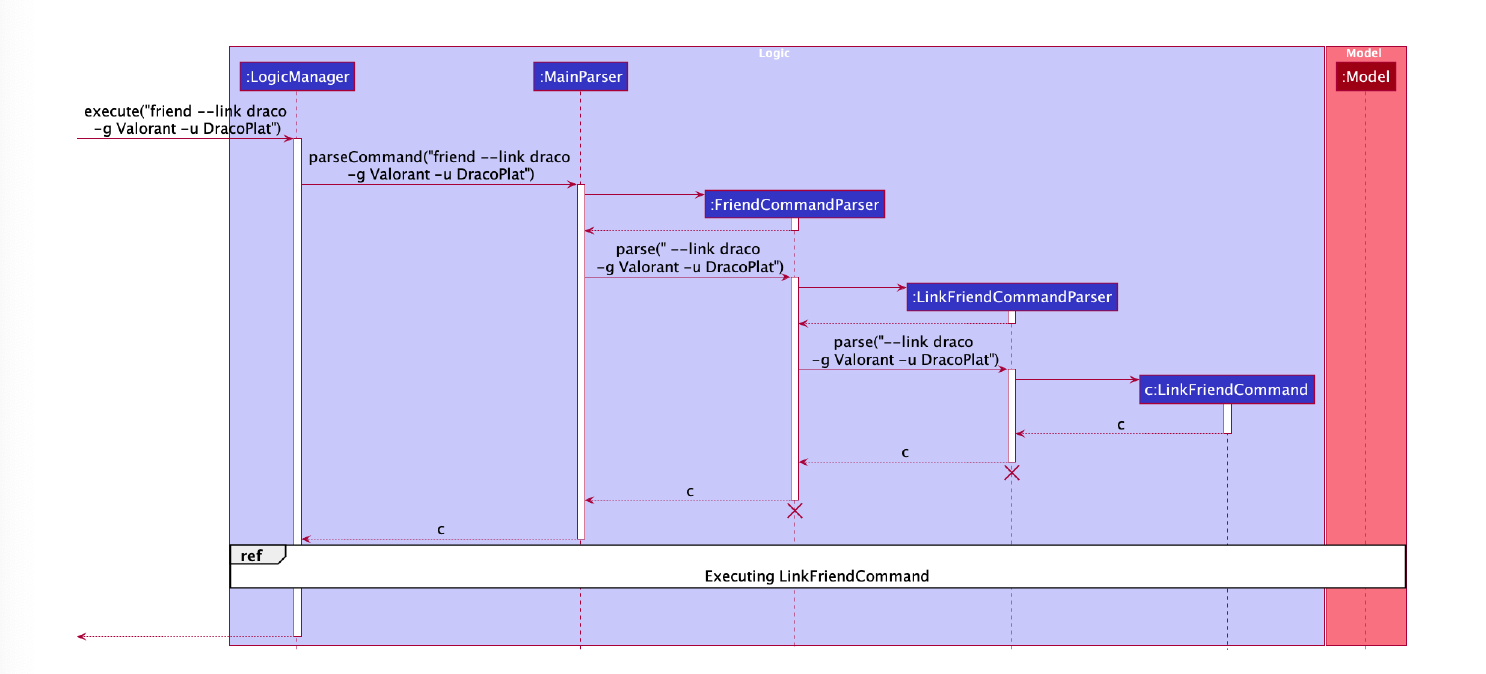 Logic
Model
:LogicManager
:MainParser
:Model
execute("friend --link draco
-g Valorant -u DracoPlat")
parseCommand("friend --link draco
-g Valorant -u DracoPlat")
:FriendCommandParser
parse(" --link draco
-g Valorant -u DracoPlat")
:LinkFriendCommandParser
parse("--link draco
-g Valorant -u DracoPlat")
c:LinkFriendCommand
c
c
c
c
ref
Executing LinkFriendCommand